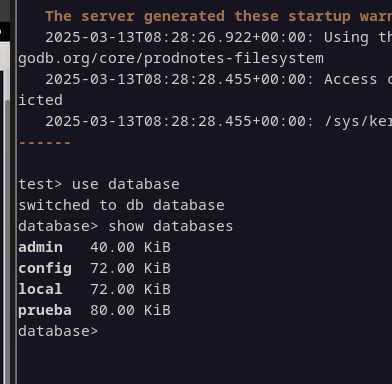 The server generated these startup warn
2025-03-13T08:28:26.922+00:00: Using th
godb.org/core/prodnotes-filesystem
2025-03-13T08:28:28.455+00:00: Access c
icted
2025-03-13T08:28:28.455+00:00: /sys/ker
------
test> use database
switched to db database
database> show databases
admin   40.00 KiB
config  72.00 KiB
local   72.00 KiB
prueba  80.00 KiB
database>